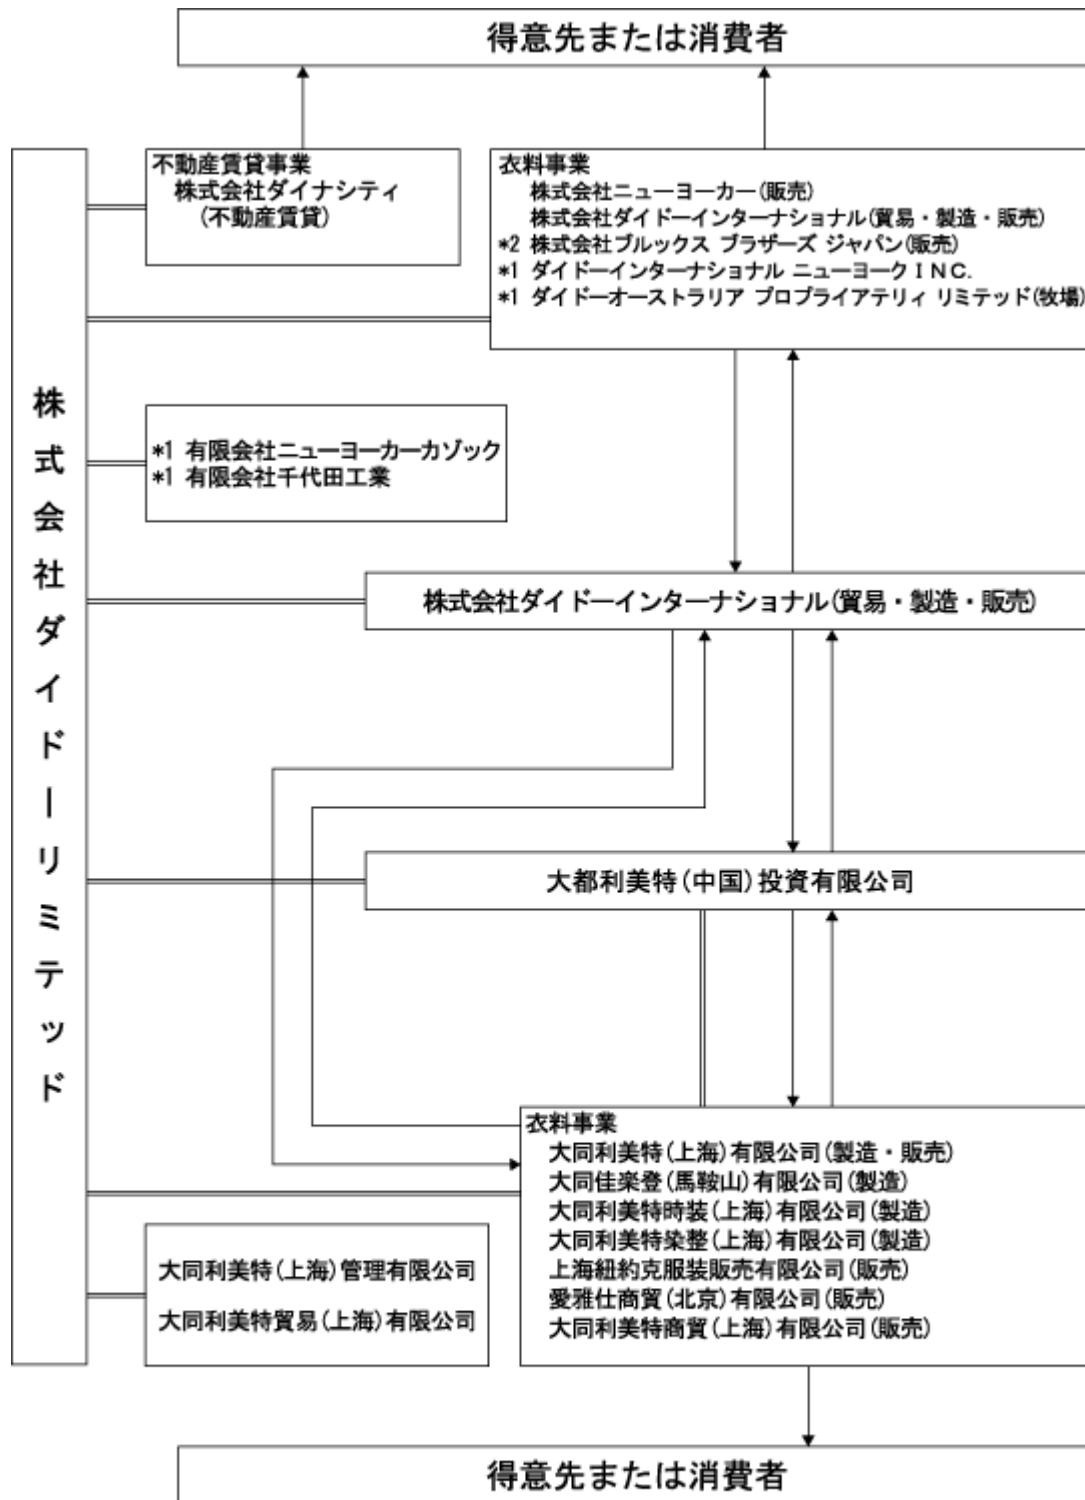 得意先または消費者
株式会社ダイドーリミテッド
不動産賃貸事業
株式会社ダイナシティ
(不動産賃貸)
衣料事業
株式会社ニューヨーカー(販売)
株式会社ダイドーインターナショナル(貿易・製造・販売)
*2 株式会社ブルックス ブラザーズ ジャパン(販売)
*1 ダイドーインターナショナル ニューヨークＩＮＣ.
*1 ダイドーオーストラリア プロプライアテリィ リミテッド(牧場)
*1 有限会社ニューヨーカーカゾック
*1 有限会社千代田工業
株式会社ダイドーインターナショナル(貿易・製造・販売)
大都利美特(中国)投資有限公司
衣料事業
大同利美特(上海)有限公司(製造・販売)
大同佳楽登(馬鞍山)有限公司(製造)
大同利美特時装(上海)有限公司(製造)
大同利美特染整(上海)有限公司(製造)
上海紐約克服装販売有限公司(販売)
愛雅仕商貿(北京)有限公司(販売)
大同利美特商貿(上海)有限公司(販売)
大同利美特(上海)管理有限公司
大同利美特貿易(上海)有限公司
得意先または消費者